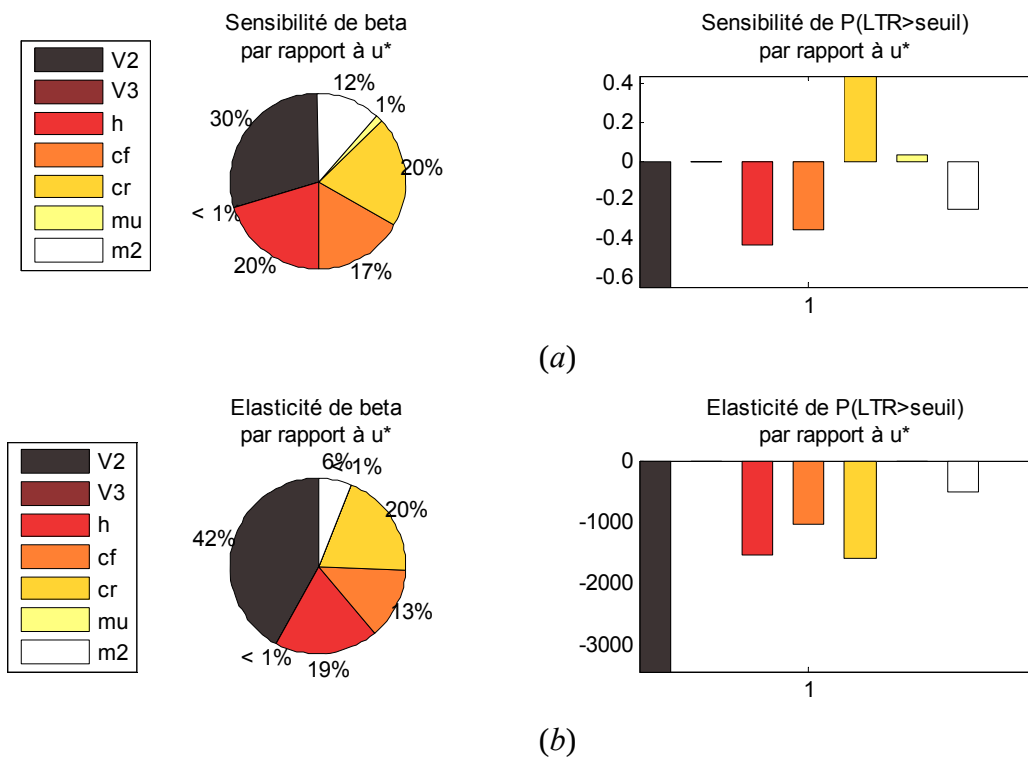 V2
V3
h
cf
cr
mu
m2
Sensibilité de beta
par rapport à u*
30%
12%
1%
20%
< 1%
20%
17%
Sensibilité de P(LTR>seuil)
par rapport à u*
0.4
0.2
0
-0.2
-0.4
-0.6
1
(a)
V2
V3
h
cf
cr
mu
m2
Elasticité de beta
par rapport à u*
6%
< 1%
20%
42%
13%
< 1%
19%
Elasticité de P(LTR>seuil)
par rapport à u*
0
-1000
-2000
-3000
1
(b)